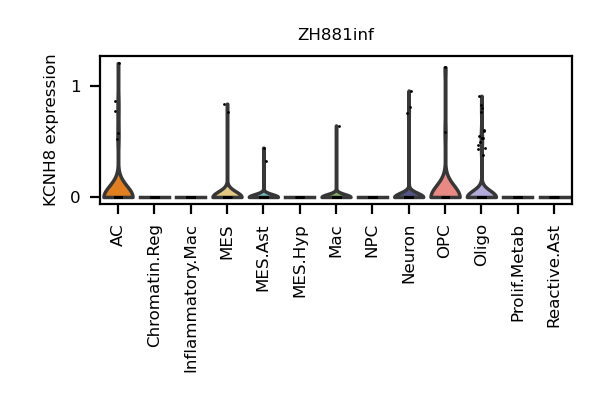 ZH881inf
KCNH8 expression
1
0
AC
Chromatin.Reg
Inflammatory.Mac
MES
MES.Ast
MES.Hyp
Mac
NPC
Neuron
OPC
Oligo
Prolif.Metab
Reactive.Ast